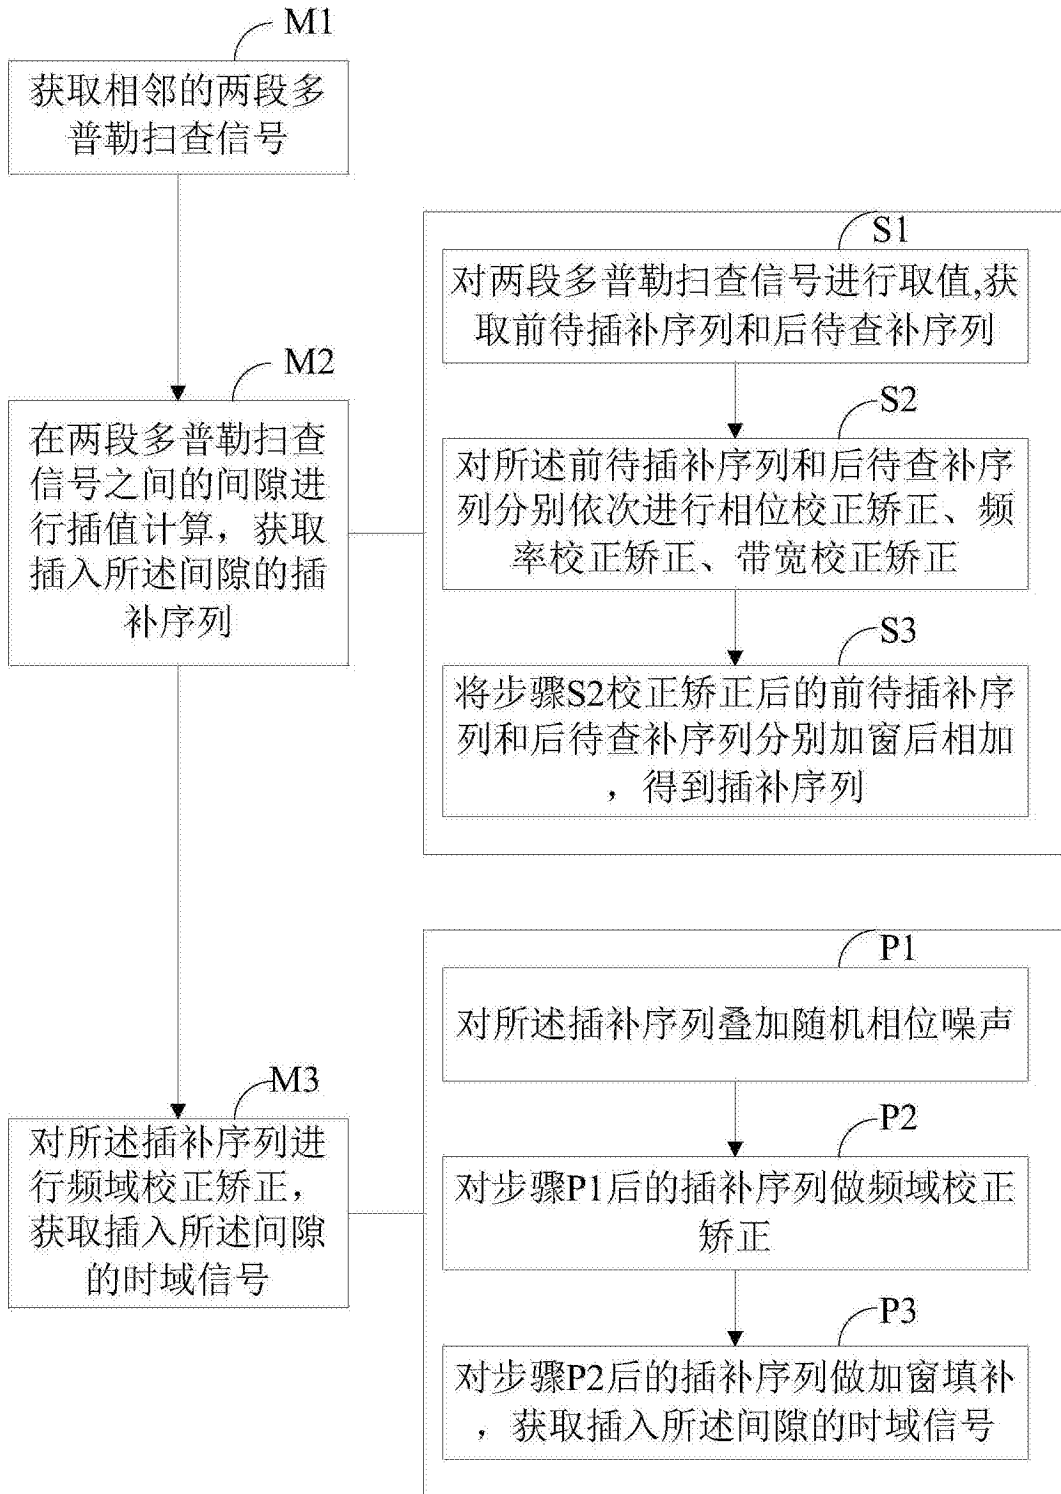 M1
获取相邻的两段多
普勒扫查信号
M2
在两段多普勒扫查
信号之间的间隙进
行插值计算，获取
插入所述间隙的插
补序列
S1
对两段多普勒扫查信号进行取值,获
取前待插补序列和后待查补序列
S2
对所述前待插补序列和后待查补序
列分别依次进行相位校正矫正、频
率校正矫正、带宽校正矫正
S3
将步骤S2校正矫正后的前待插补序
列和后待查补序列分别加窗后相加
，得到插补序列
M3
对所述插补序列进
行频域校正矫正，
获取插入所述间隙
的时域信号
P1
对所述插补序列叠加随机相位噪声
P2
对步骤P1后的插补序列做频域校正
矫正
P3
对步骤P2后的插补序列做加窗填补
，获取插入所述间隙的时域信号